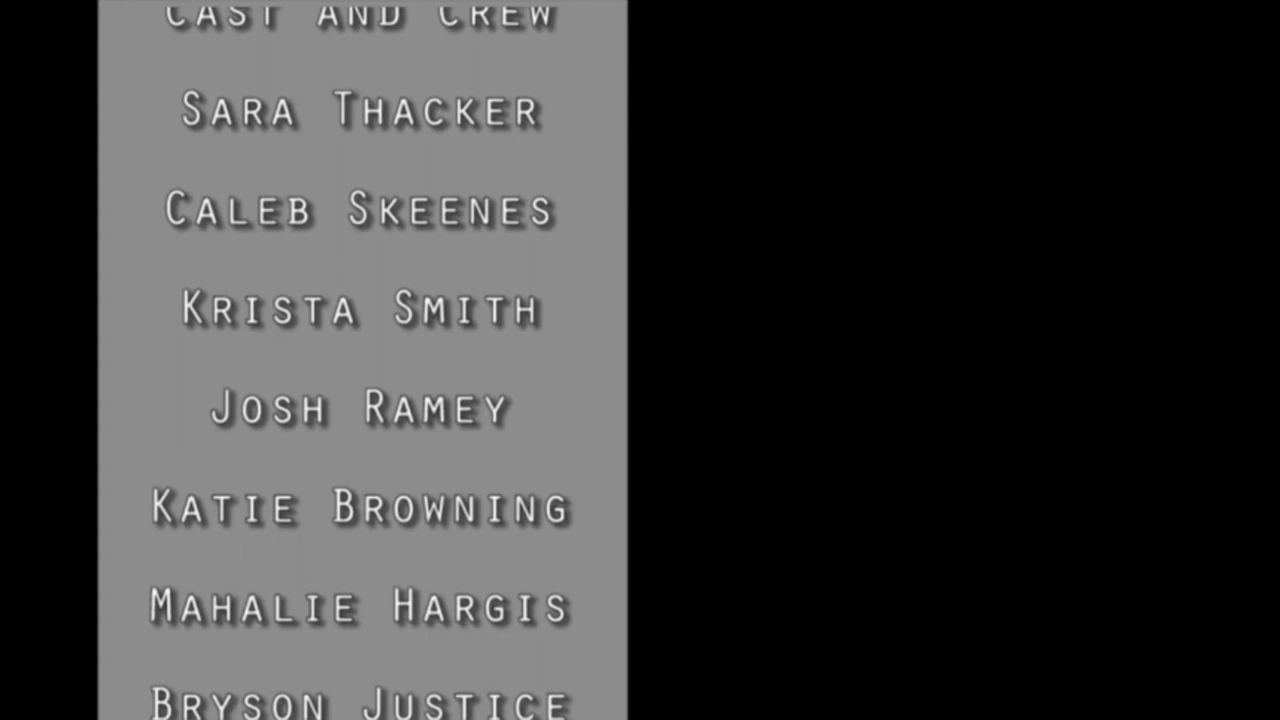 CAST AND CREW
SARA THACKER
CALEB SKEENES
KRISTA SMITH
JOSH RAMEY
KATIE BROWNING
MAHALIE HARGIS
BRYSON JUSTICE